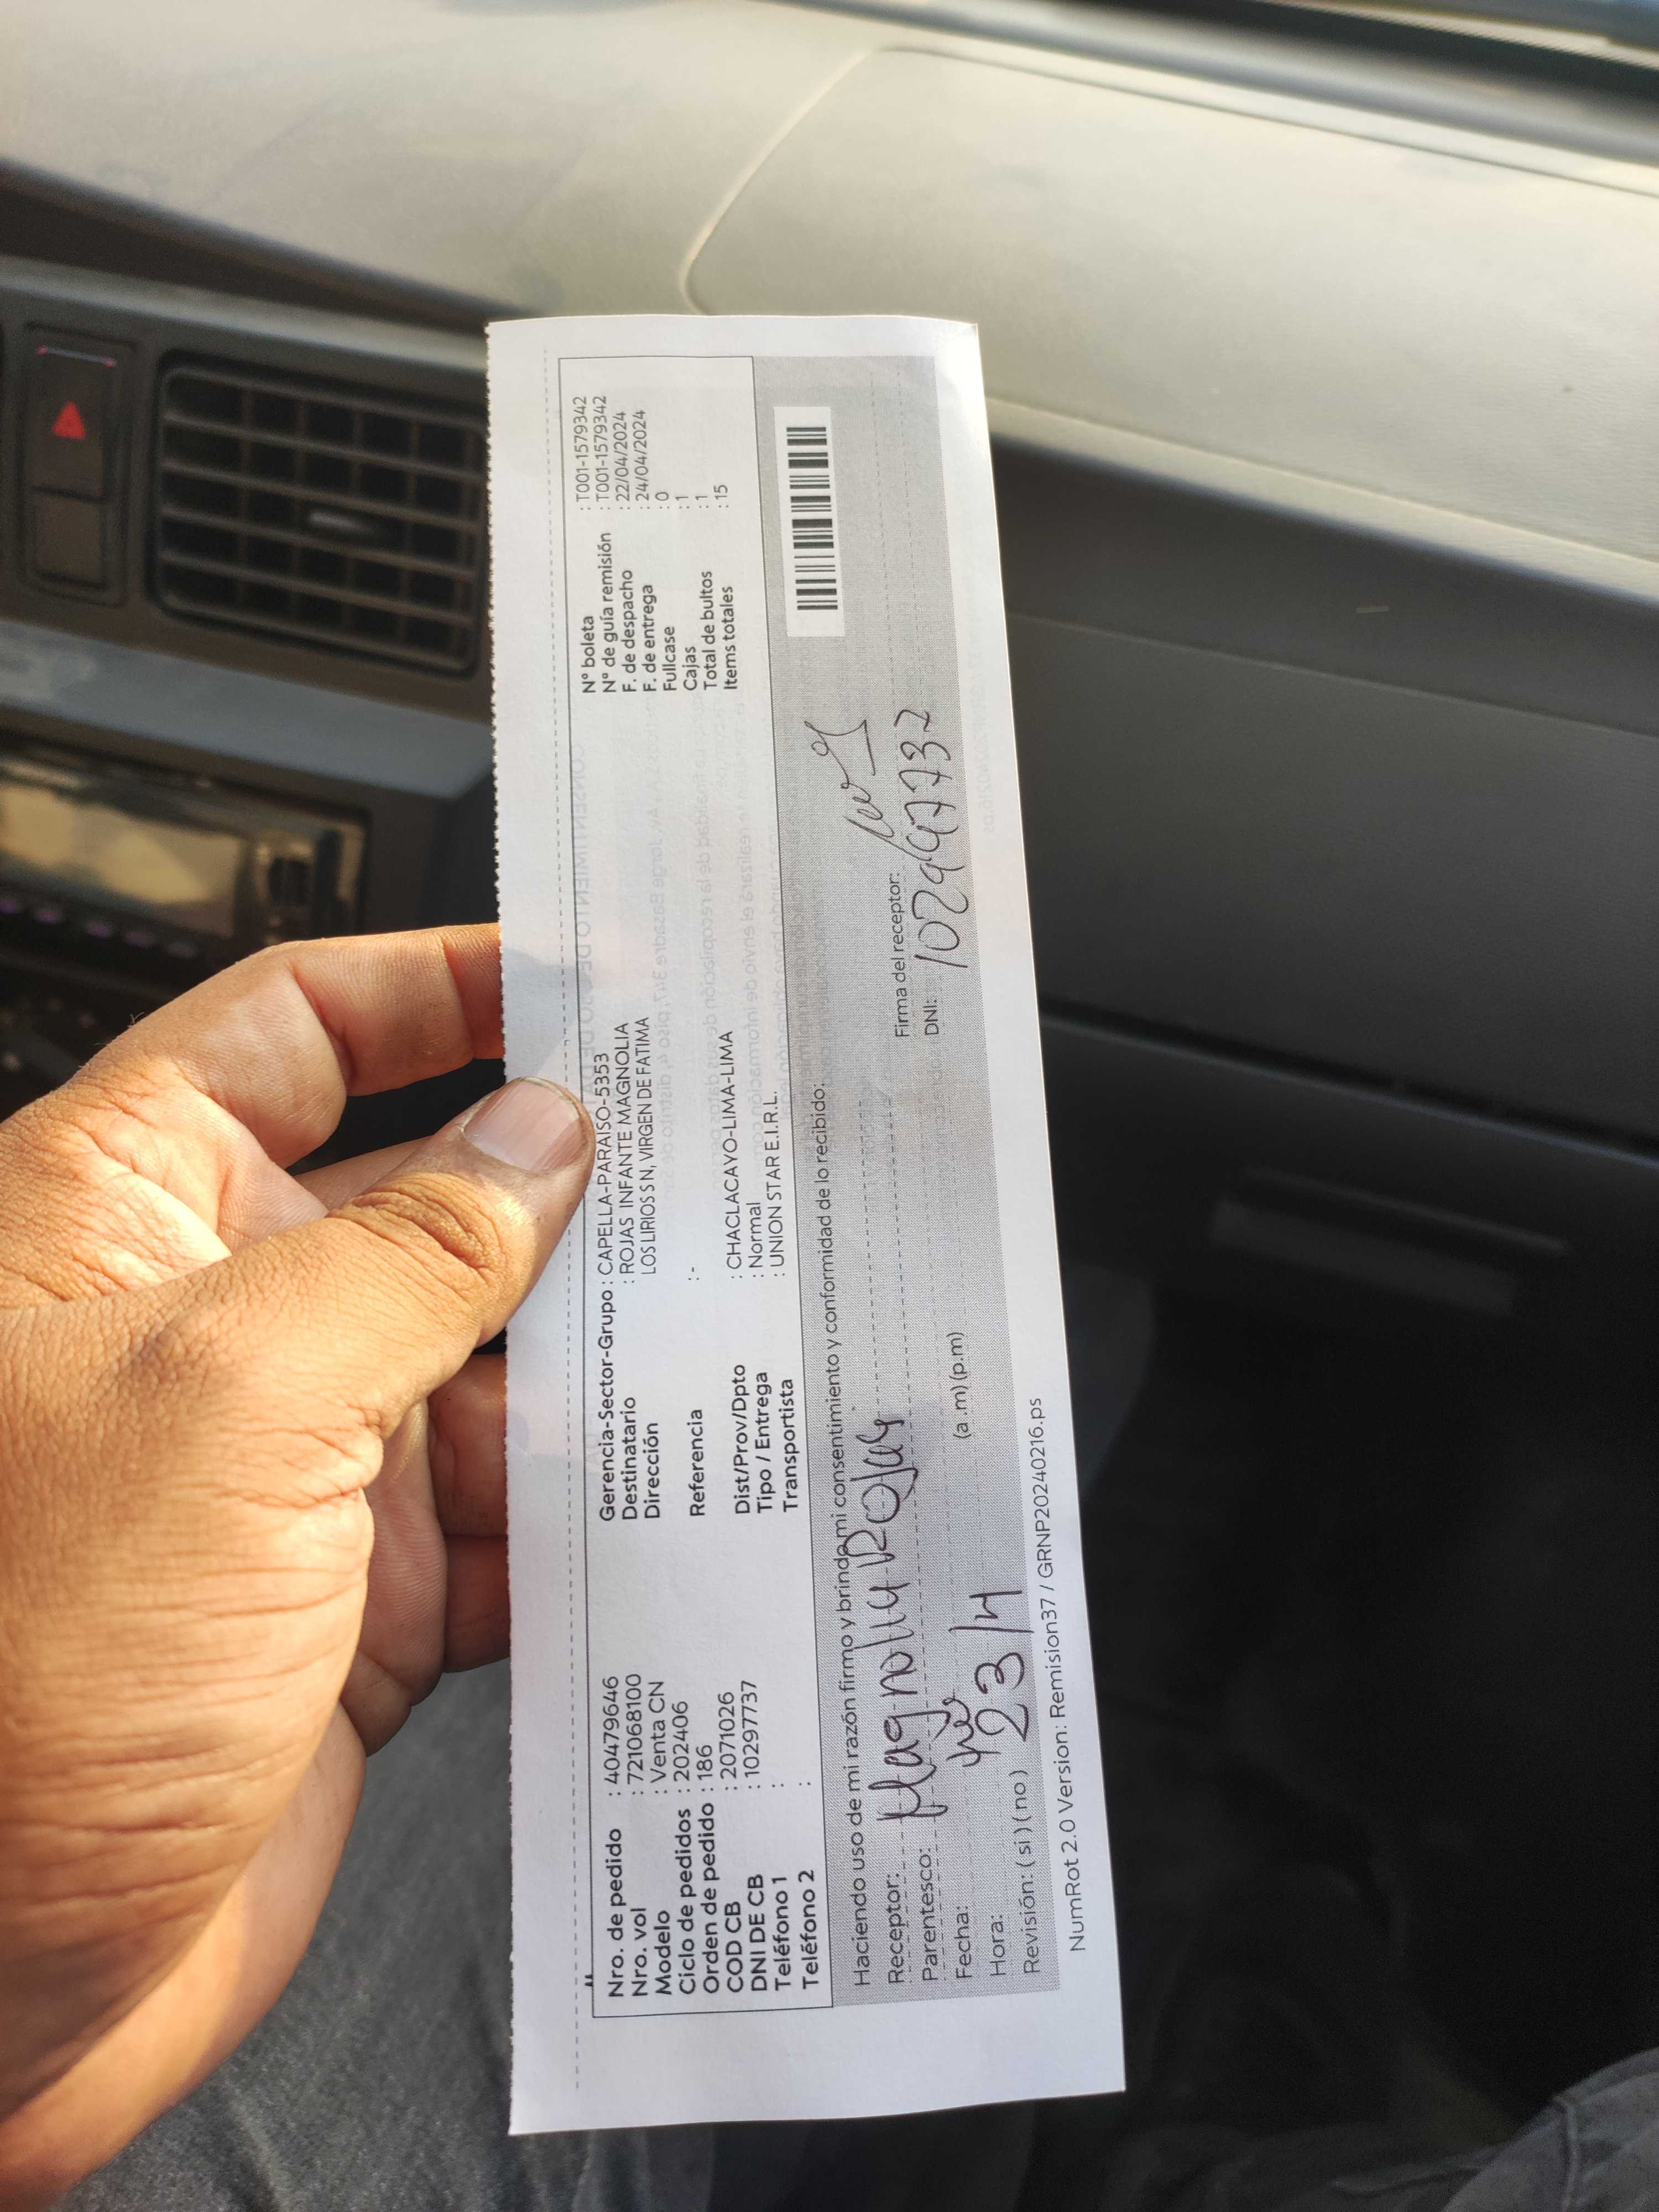 Nro. de pedido : 40479646
Nro. vol : 721068100
Modelo : Venta CN
Ciclo de pedidos : 202406
Orden de pedido : 186
COD CB : 2071026
DNI DE CB : 10297737
Teléfono 1 :
Teléfono 2 :
Gerencia-Sector-Grupo : CAPELLA-PARAISO-5353
Destinatario : ROJAS INFANTE MAGNOLIA
Dirección LOS LIRIOS S N, VIRGEN DE FATIMA
Referencia : -
Dist/Prov/Dpto : CHACLACAYO-LIMA-LIMA
Tipo / Entrega : Normal
Transportista : UNION STAR E.I.R.L.
N° boleta : T001-1579342
N° de guía remisión : T001-1579342
F. de despacho : 22/04/2024
F. de entrega : 24/04/2024
Fullcase : 0
Cajas : 1
Total de bultos : 1
Items totales : 15
Haciendo uso de mi razón firmo y brindo mi consentimiento y conformidad de lo recibido:
Receptor: Magnolia Rojas
Parentesco:
Fecha: 23/4
Hora: (a .m) (p.m)
Revisión: ( si ) ( no )
Firma del receptor:
DNI:
NumRot 2.0 Version: Remision37 / GRNP20240216.ps